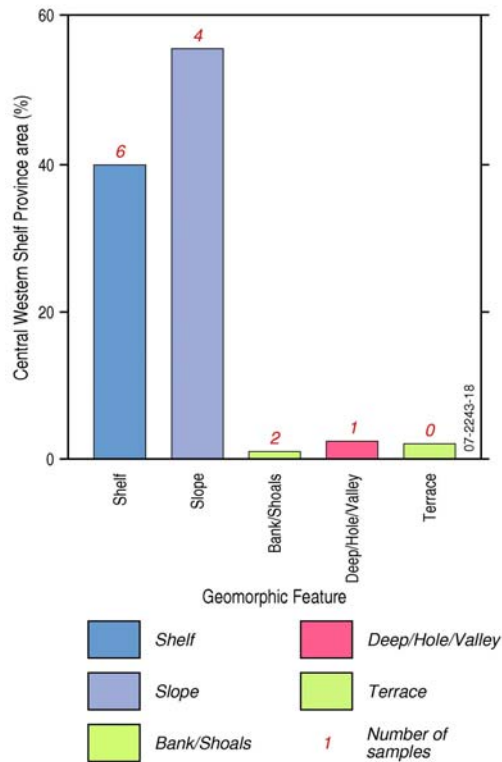 60
4
Central Western Shelf Province area (%)
6
40
20
2
1
0
0
07-2243-18
Shelf
Slope
Bank/Shoals
Deep/Hole/Valley
Terrace
Geomorphic Feature
Shelf
Deep/Hole/Valley
Slope
Terrace
Bank/Shoals
1
Number of
samples